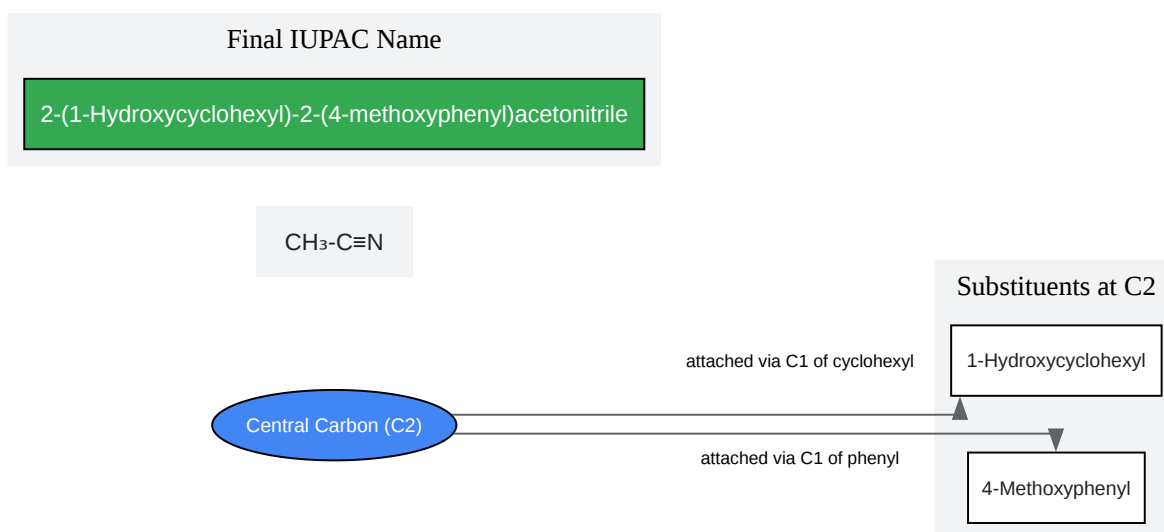 Final IUPAC Name
2-(1-Hydroxycyclohexyl)-2-(4-methoxyphenyl)acetonitrile
CH₃-C≡N
Substituents at C2
attached via C1 of cyclohexyl
1-Hydroxycyclohexyl
Central Carbon (C2)
attached via C1 of phenyl
4-Methoxyphenyl